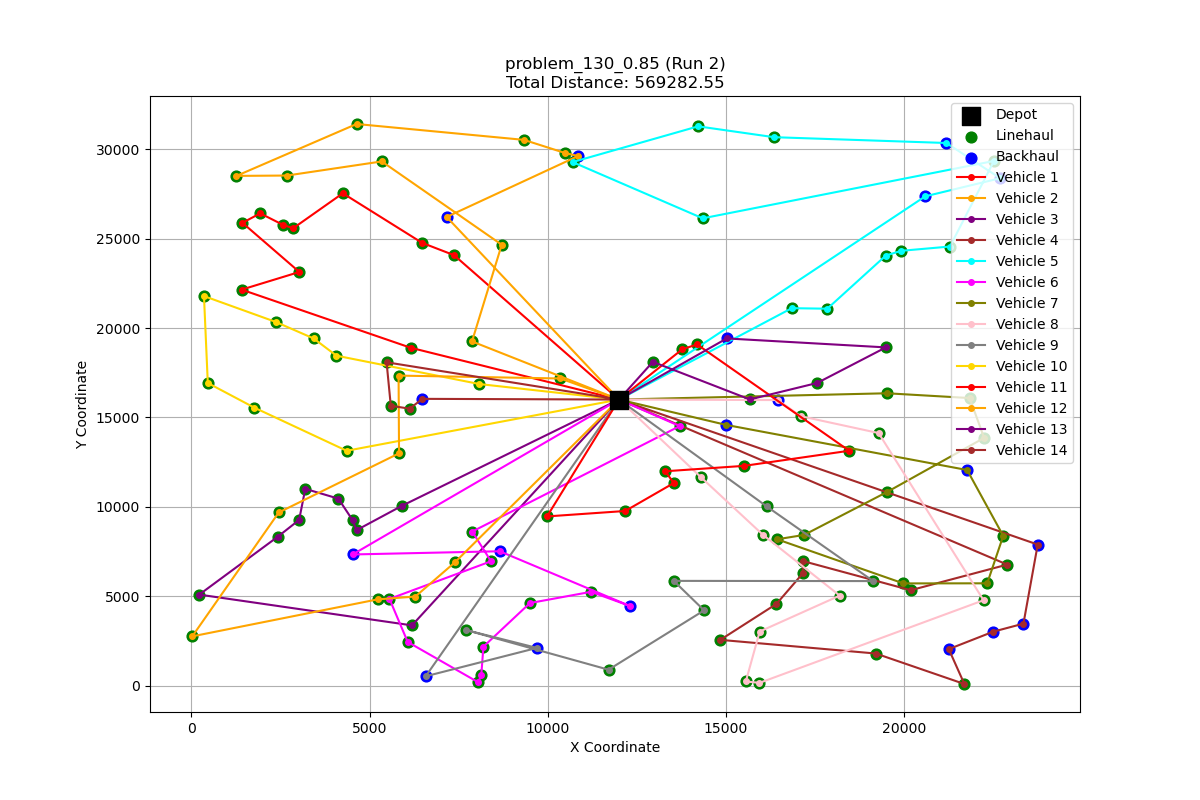 problem_130_0.85 (Run 2)
Total Distance: 569282.55
Depot
Linehaul
Backhaul
Vehicle 1
Vehicle 2
Vehicle 3
Vehicle 4
Vehicle 5
Vehicle 6
Vehicle 7
Vehicle 8
Vehicle 9
Vehicle 10
Vehicle 11
Vehicle 12
Vehicle 13
Vehicle 14
30000
25000
20000
15000
10000
5000
0
Y Coordinate
0
5000
10000
15000
20000
X Coordinate